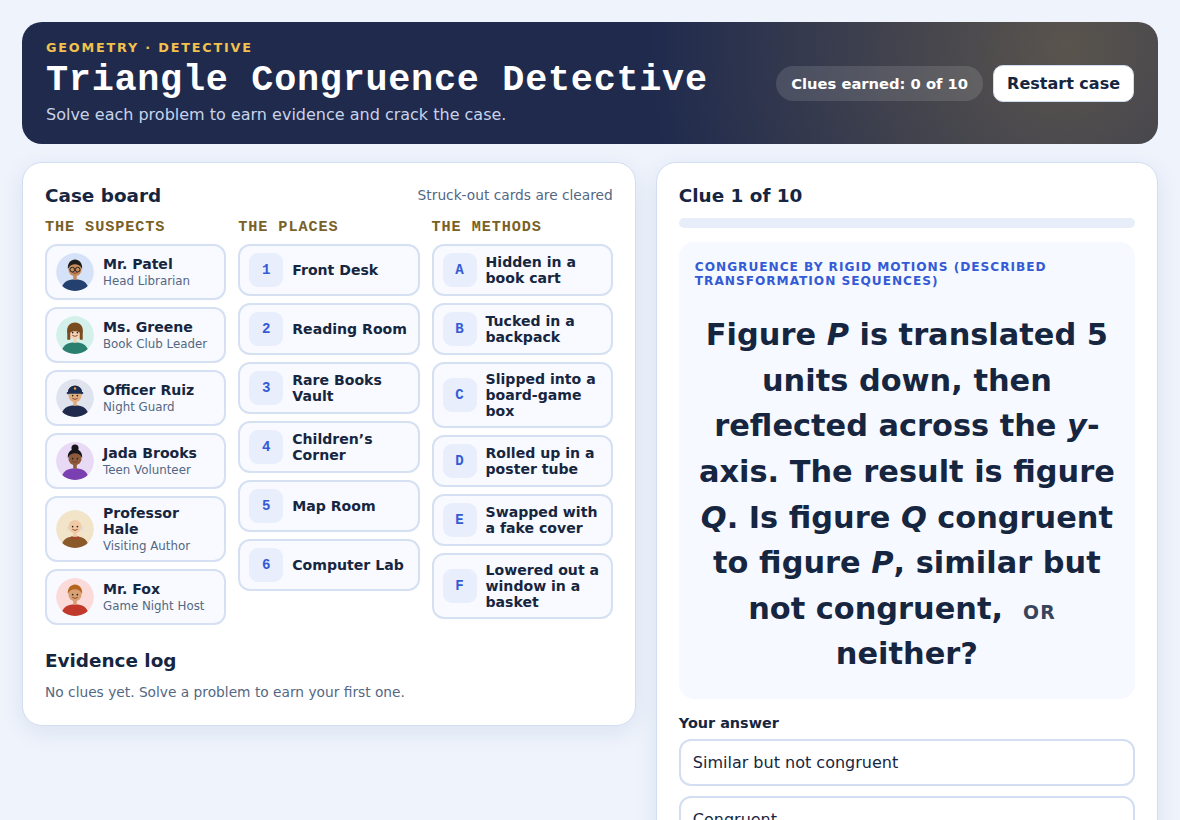 GEOMETRY · DETECTIVE
Triangle Congruence Detective
Solve each problem to earn evidence and crack the case.
Clues earned: 0 of 10
Restart case
Case board
Struck-out cards are cleared
THE SUSPECTS
Mr. Patel
Head Librarian
Ms. Greene
Book Club Leader
Officer Ruiz
Night Guard
Jada Brooks
Teen Volunteer
Professor
Hale
Visiting Author
Mr. Fox
Game Night Host
THE PLACES
1
Front Desk
2
Reading Room
3
Rare Books
Vault
4
Children’s
Corner
5
Map Room
6
Computer Lab
THE METHODS
A
Hidden in a
book cart
B
Tucked in a
backpack
C
Slipped into a
board-game
box
D
Rolled up in a
poster tube
E
Swapped with
a fake cover
F
Lowered out a
window in a
basket
Evidence log
No clues yet. Solve a problem to earn your first one.
Clue 1 of 10
CONGRUENCE BY RIGID MOTIONS (DESCRIBED
TRANSFORMATION SEQUENCES)
Figure P is translated 5
units down, then
reflected across the y-
axis. The result is figure
Q. Is figure Q congruent
to figure P, similar but
not congruent, OR
neither?
Your answer
Similar but not congruent
Congruent